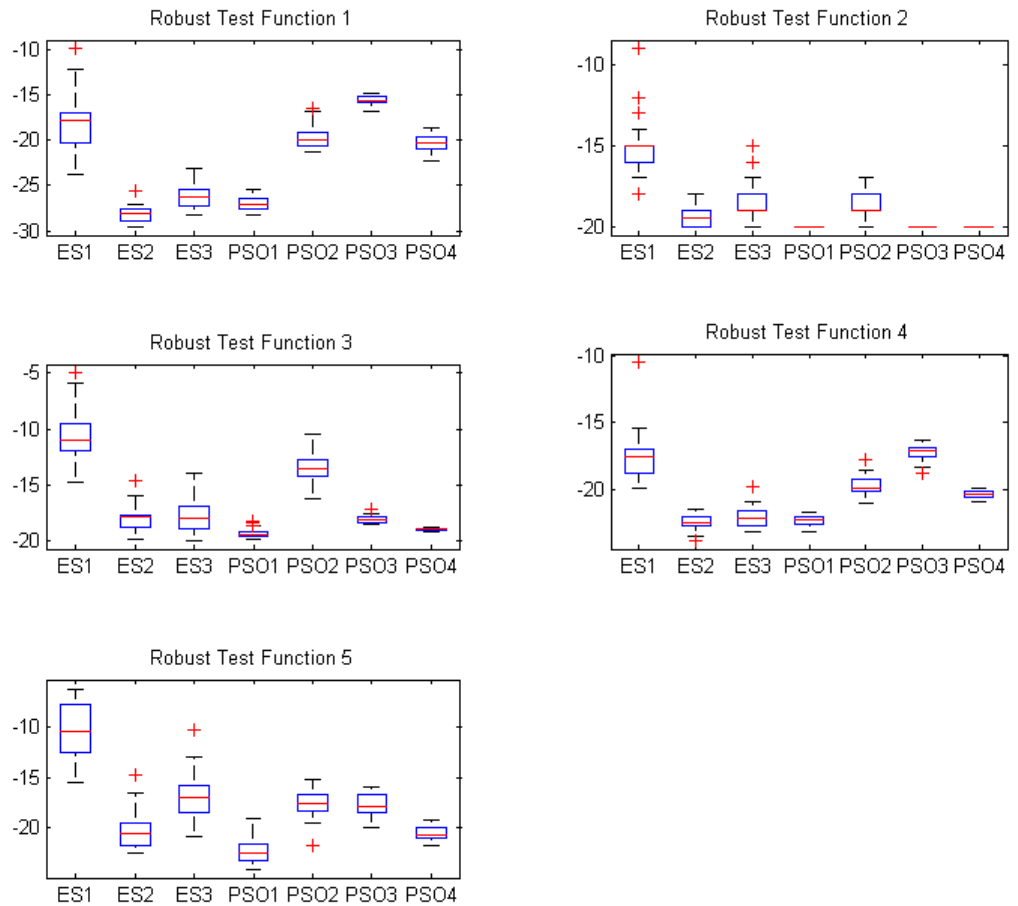 Robust Test Function 1
-10
-15
-20
-25
-30
ES1 ES2 ES3 PSO1 PSO2 PSO3 PSO4
Robust Test Function 2
-10
-15
-20
ES1 ES2 ES3 PSO1 PSO2 PSO3 PSO4
Robust Test Function 3
-5
-10
-15
-20
ES1 ES2 ES3 PSO1 PSO2 PSO3 PSO4
Robust Test Function 4
-10
-15
-20
ES1 ES2 ES3 PSO1 PSO2 PSO3 PSO4
Robust Test Function 5
-10
-15
-20
ES1 ES2 ES3 PSO1 PSO2 PSO3 PSO4